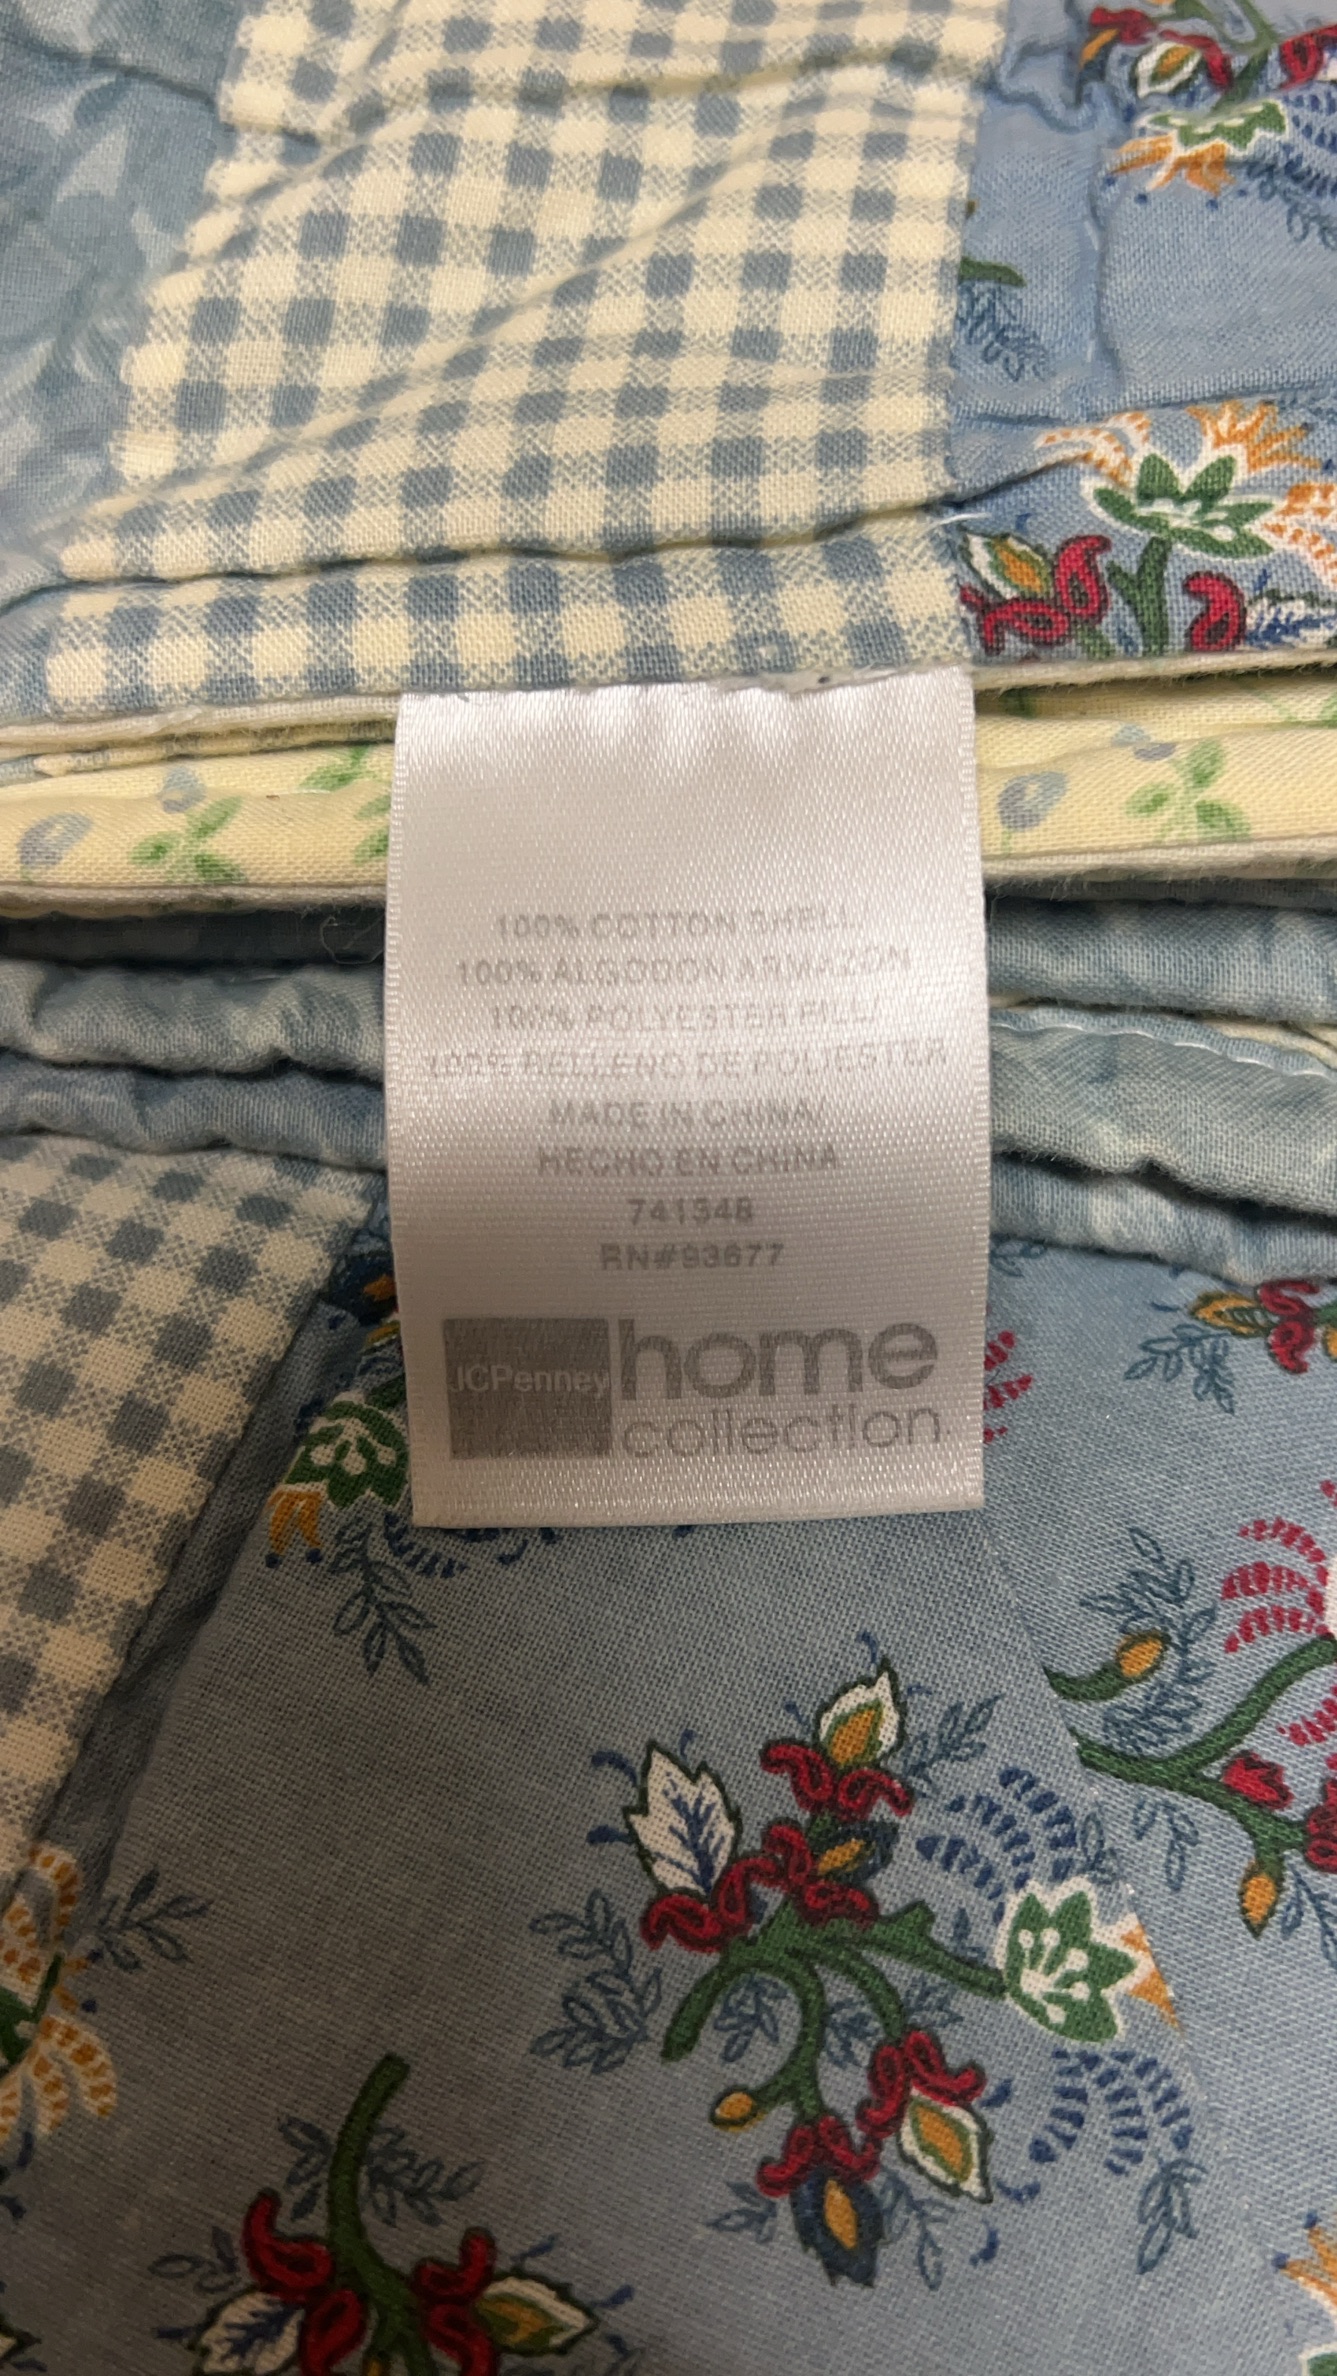 100% COTTON SHELL/
100% ALGODON ARMAZON
100% POLYESTER FILL/
100% RELLENO DE POLIESTER
MADE IN CHINA/
HECHO EN CHINA
741348
RN#93677
JCPenney home
collection